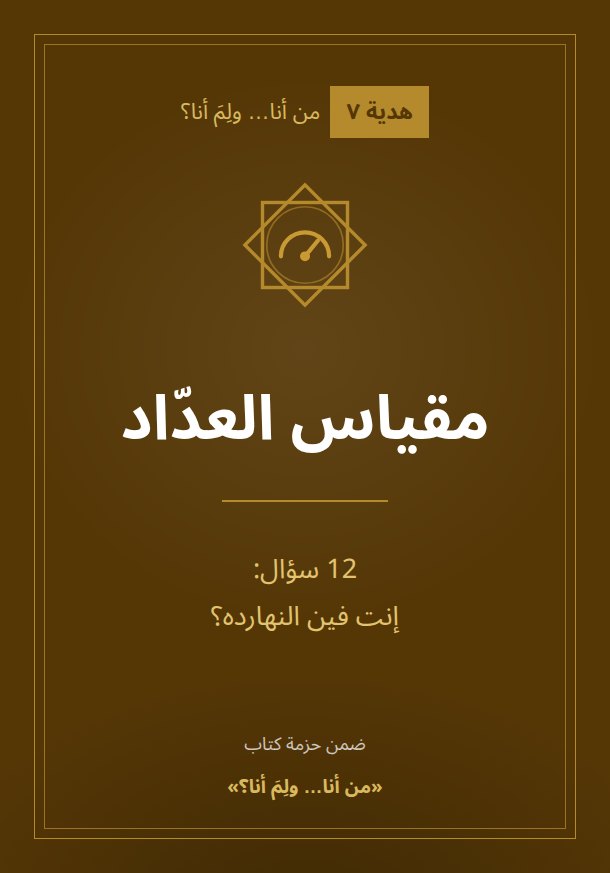 هدية ٧ من أنا... ولِمَ أنا؟
مقياس العدّاد
12 سؤال:
إنت فين النهارده؟
ضمن حزمة كتاب
«من أنا... ولِمَ أنا؟»